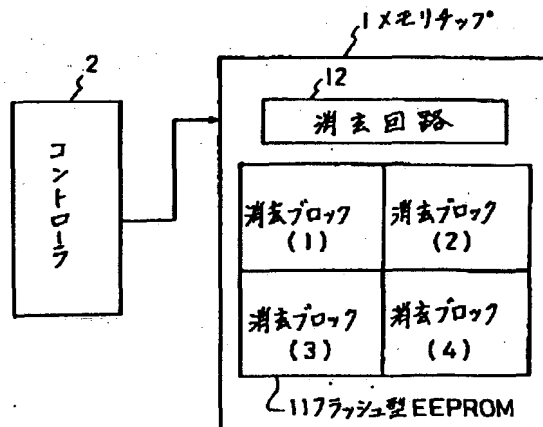 1メモリチップ
2
コントローラ
12
消去回路
消去ブロック
(1)
消去ブロック
(2)
消去ブロック
(3)
消去ブロック
(4)
11フラッシュ型EEPROM